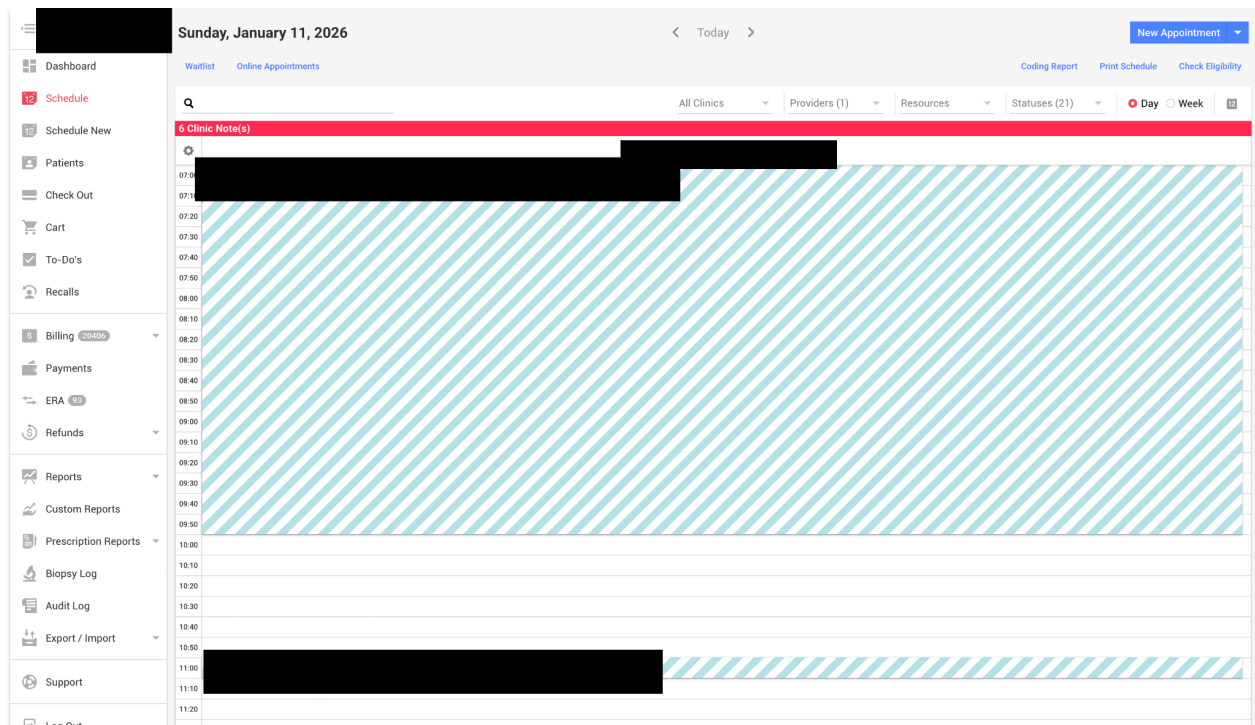 Sunday, January 11, 2026
Today
New Appointment
Dashboard
Schedule
Schedule New
Patients
Check Out
Cart
To-Do's
Recalls
Billing 20406
Payments
ERA 93
Refunds
Reports
Custom Reports
Prescription Reports
Biopsy Log
Audit Log
Export / Import
Support
Log Out
Waitlist Online Appointments
Coding Report Print Schedule Check Eligibility
All Clinics Providers (1) Resources Statuses (21) Day Week 12
6 Clinic Note(s)
07:20
07:30
07:40
07:50
08:00
08:10
08:20
08:30
08:40
08:50
09:00
09:10
09:20
09:30
09:40
09:50
10:00
10:10
10:20
10:30
10:40
10:50
11:00
11:10
11:20